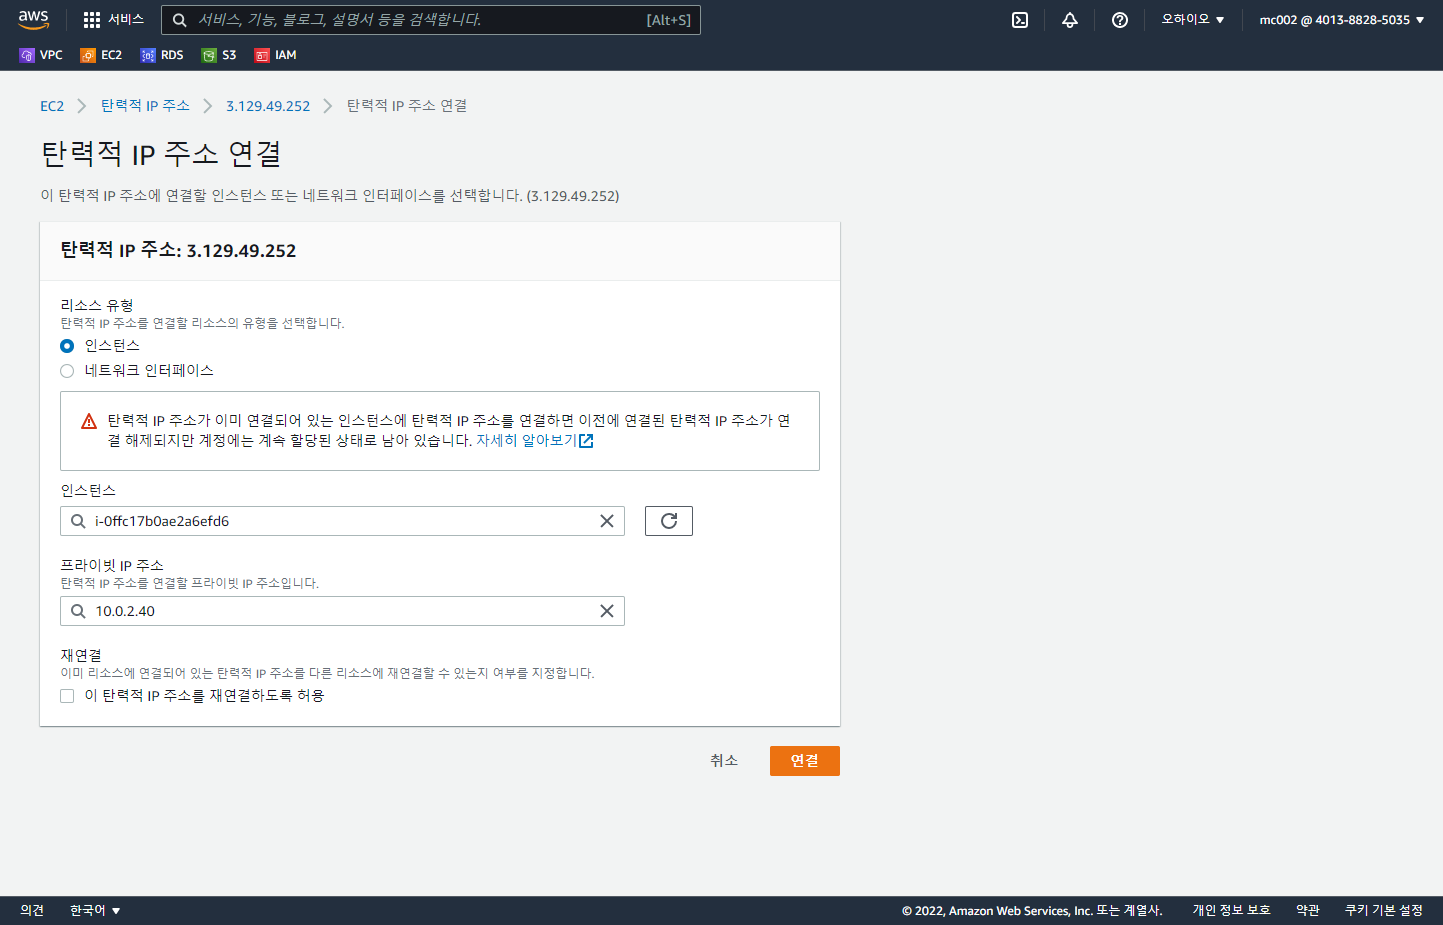 aws
서비스
서비스, 기능, 블로그, 설명서 등을 검색합니다.
[Alt+S]
오하이오 ▼
mc002 @ 4013-8828-5035 ▼
VPC
EC2
RDS
S3
IAM
EC2 > 탄력적 IP 주소 > 3.129.49.252 > 탄력적 IP 주소 연결
탄력적 IP 주소 연결
이 탄력적 IP 주소에 연결할 인스턴스 또는 네트워크 인터페이스를 선택합니다. (3.129.49.252)
탄력적 IP 주소: 3.129.49.252
리소스 유형
탄력적 IP 주소를 연결할 리소스의 유형을 선택합니다.
인스턴스
네트워크 인터페이스
탄력적 IP 주소가 이미 연결되어 있는 인스턴스에 탄력적 IP 주소를 연결하면 이전에 연결된 탄력적 IP 주소가 연
결 해제되지만 계정에는 계속 할당된 상태로 남아 있습니다. 자세히 알아보기
인스턴스
i-0ffc17b0ae2a6efd6
프라이빗 IP 주소
탄력적 IP 주소를 연결할 프라이빗 IP 주소입니다.
10.0.2.40
재연결
이미 리소스에 연결되어 있는 탄력적 IP 주소를 다른 리소스에 재연결할 수 있는지 여부를 지정합니다.
이 탄력적 IP 주소를 재연결하도록 허용
취소
연결
의견
한국어 ▼
© 2022, Amazon Web Services, Inc. 또는 계열사.
개인 정보 보호
약관
쿠키 기본 설정